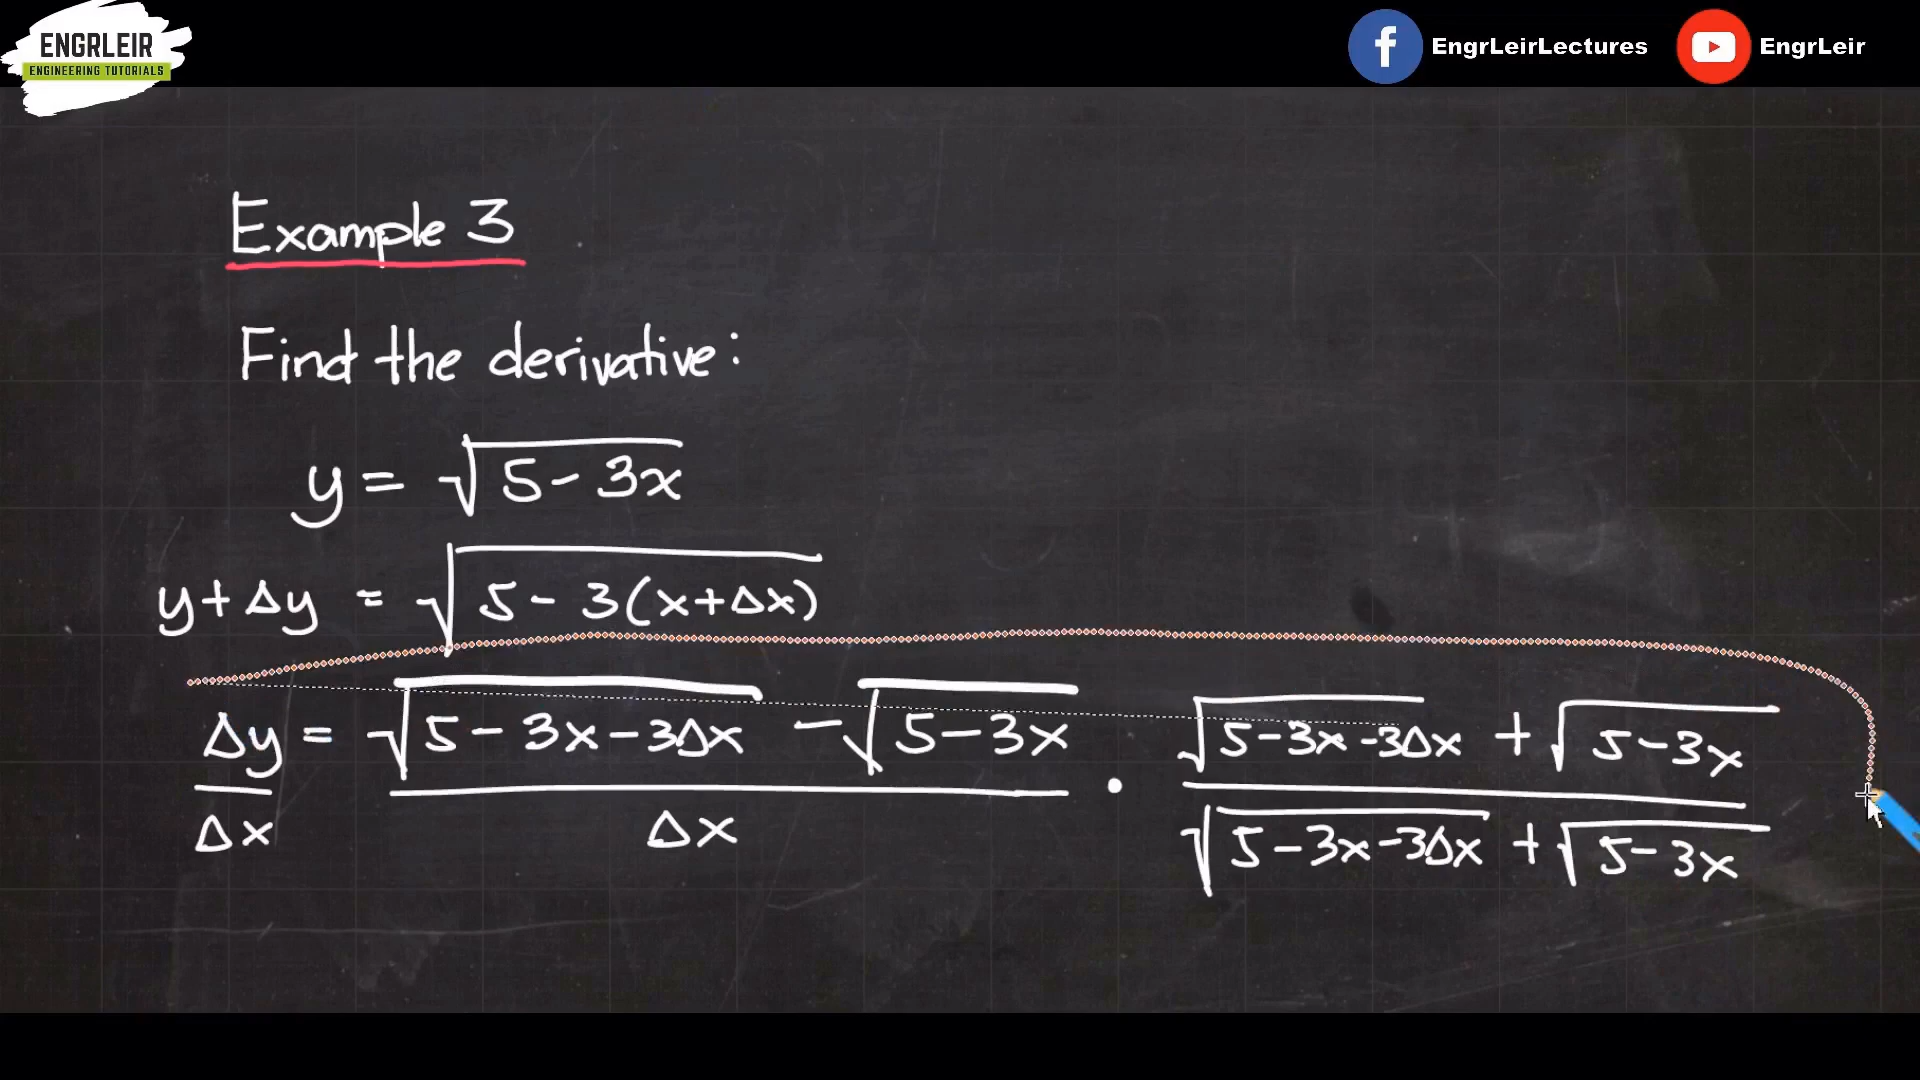 ENGRLEIR
ENGINEERING TUTORIALS
f EngrLeirLectures EngrLeir
Example 3
Find the derivative:
y = √(5 - 3x)
y + Δy = √(5 - 3(x + Δx))
Δy/Δx = (√(5 - 3x - 3Δx) - √(5 - 3x))/Δx · (√(5 - 3x - 3Δx) + √(5 - 3x))/(√(5 - 3x - 3Δx) + √(5 - 3x))